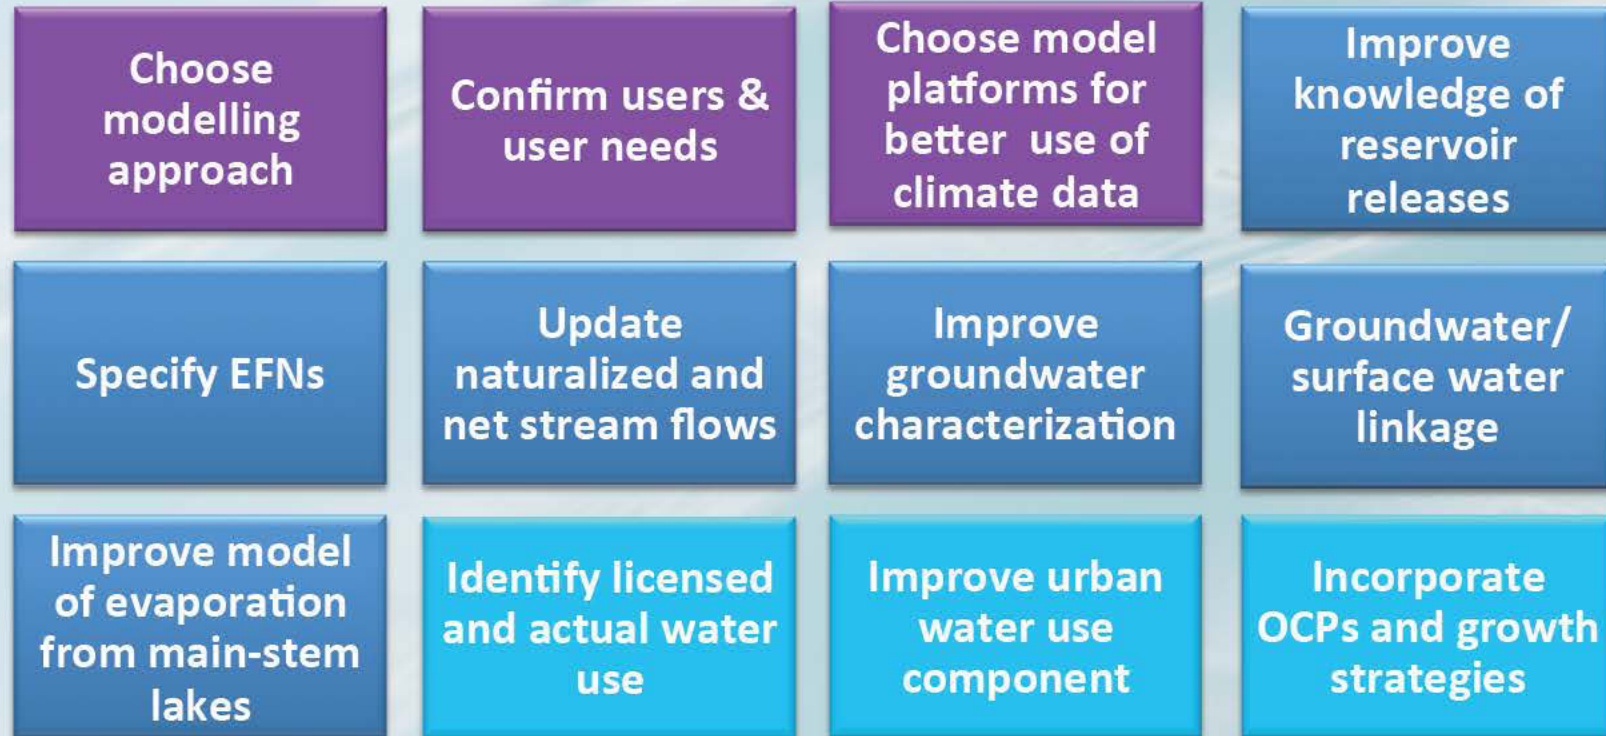 Choose
modelling
approach
Confirm users &
user needs
Choose model
platforms for
better use of
climate data
Improve
knowledge of
reservoir
releases
Specify EFNs
Update
naturalized and
net stream flows
Improve
groundwater
characterization
Groundwater/
surface water
linkage
Improve model
of evaporation
from main-stem
lakes
Identify licensed
and actual water
use
Improve urban
water use
component
Incorporate
OCPs and growth
strategies